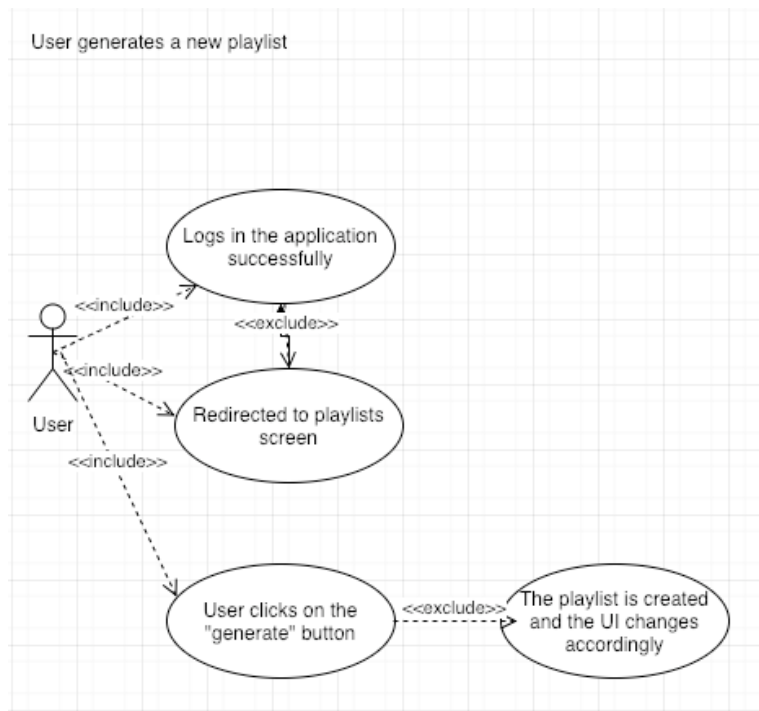 User generates a new playlist
Logs in the application
successfully
<<include>>
<<exclude>>
<<include>>
User
Redirected to playlists
screen
<<include>>
User clicks on the
"generate" button
<<exclude>>
The playlist is created
and the UI changes
accordingly